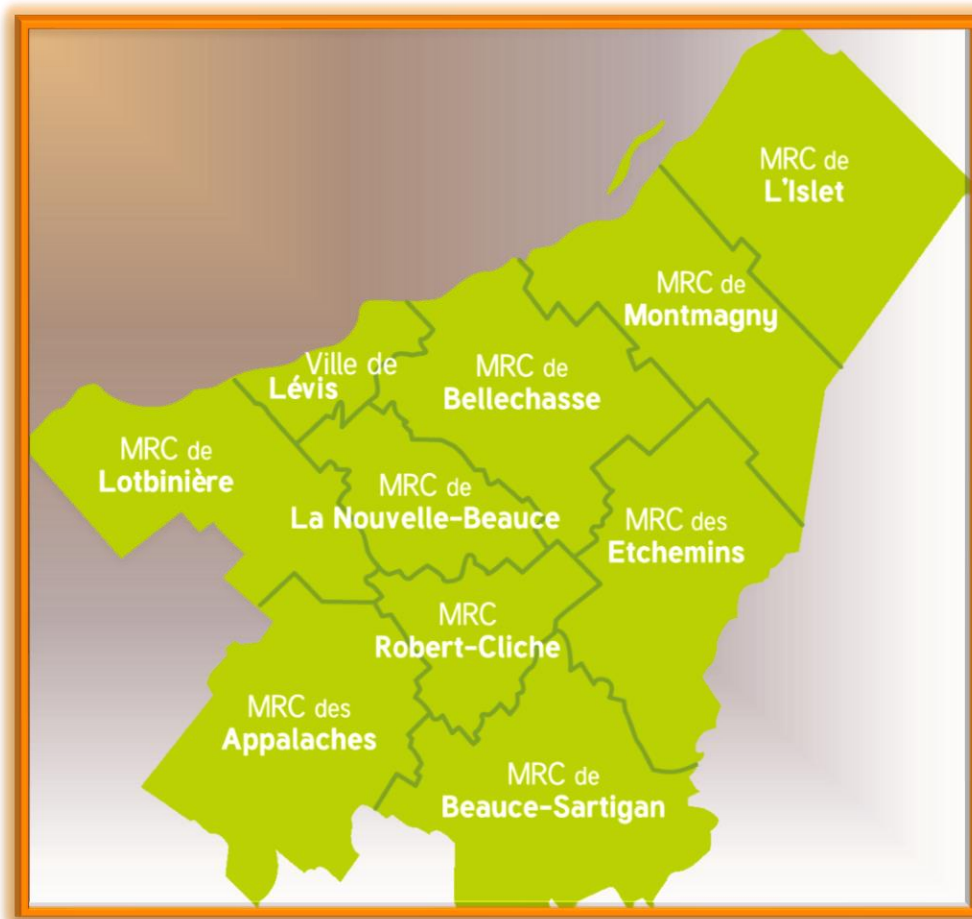 MRC de
L'Islet
MRC de
Montmagny
Ville de
Lévis
MRC de
Bellechasse
MRC de
Lotbinière
MRC de
La Nouvelle-Beauce
MRC des
Etchemins
MRC
Robert-Cliche
MRC des
Appalaches
MRC de
Beauce-Sartigan